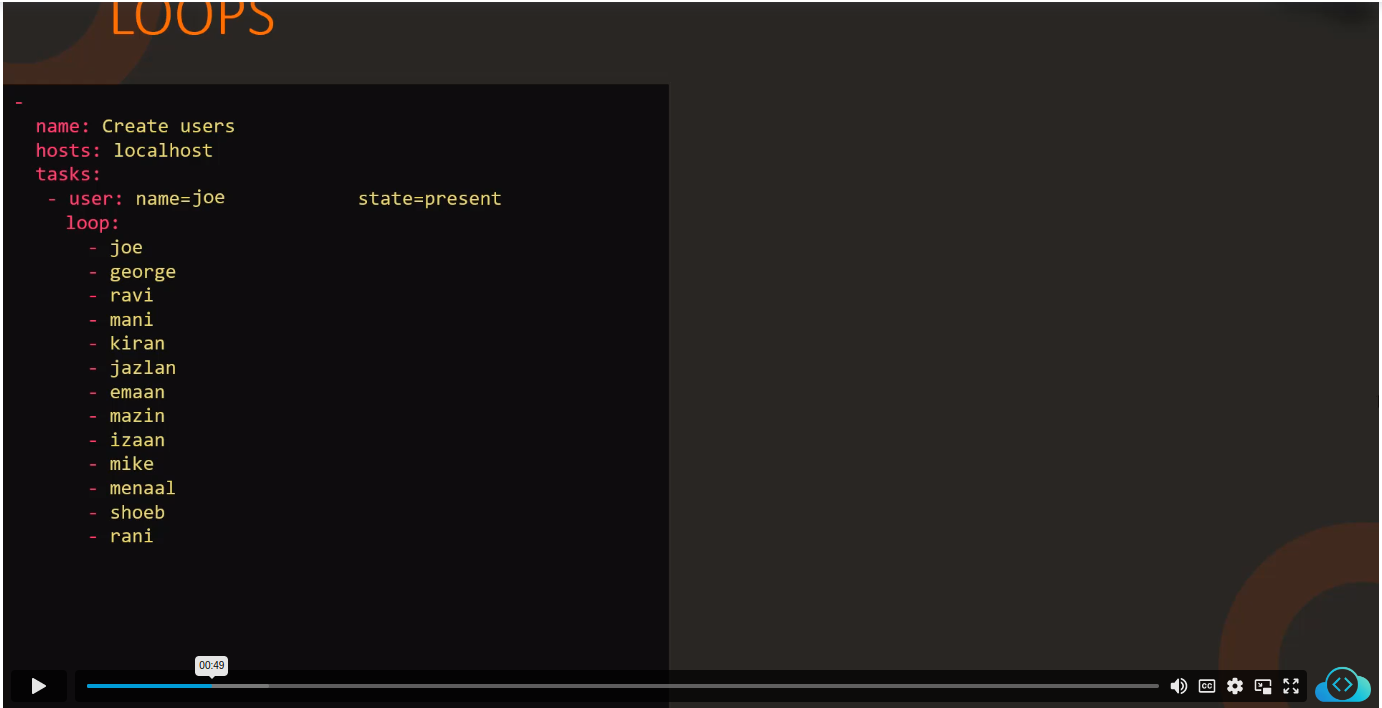 LOOPS
-
name: Create users
hosts: localhost
tasks:
- user: name=joe state=present
loop:
- joe
- george
- ravi
- mani
- kiran
- jazlan
- emaan
- mazin
- izaan
- mike
- menaal
- shoeb
- rani
00:49
CC